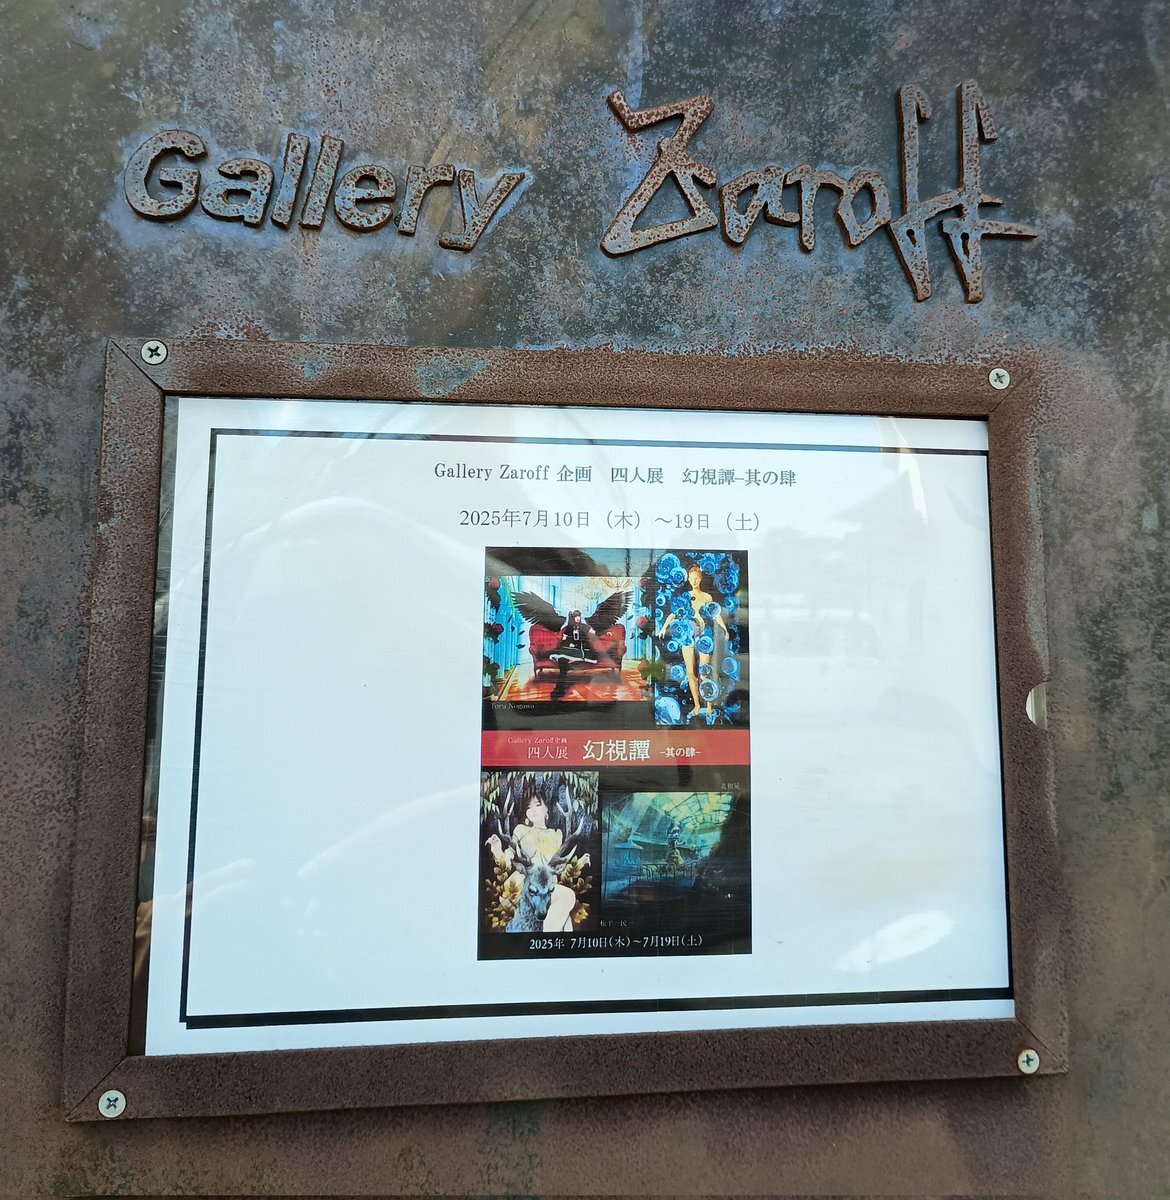 Gallery Zaroff
Gallery Zaroff 企画　四人展　幻視譚–其の肆
2025年7月10日（木）～19日（土）
Toru Nogawa
Gallery Zaroff企画
四人展　幻視譚 –其の肆–
2025年 7月10日(木)～7月19日(土)